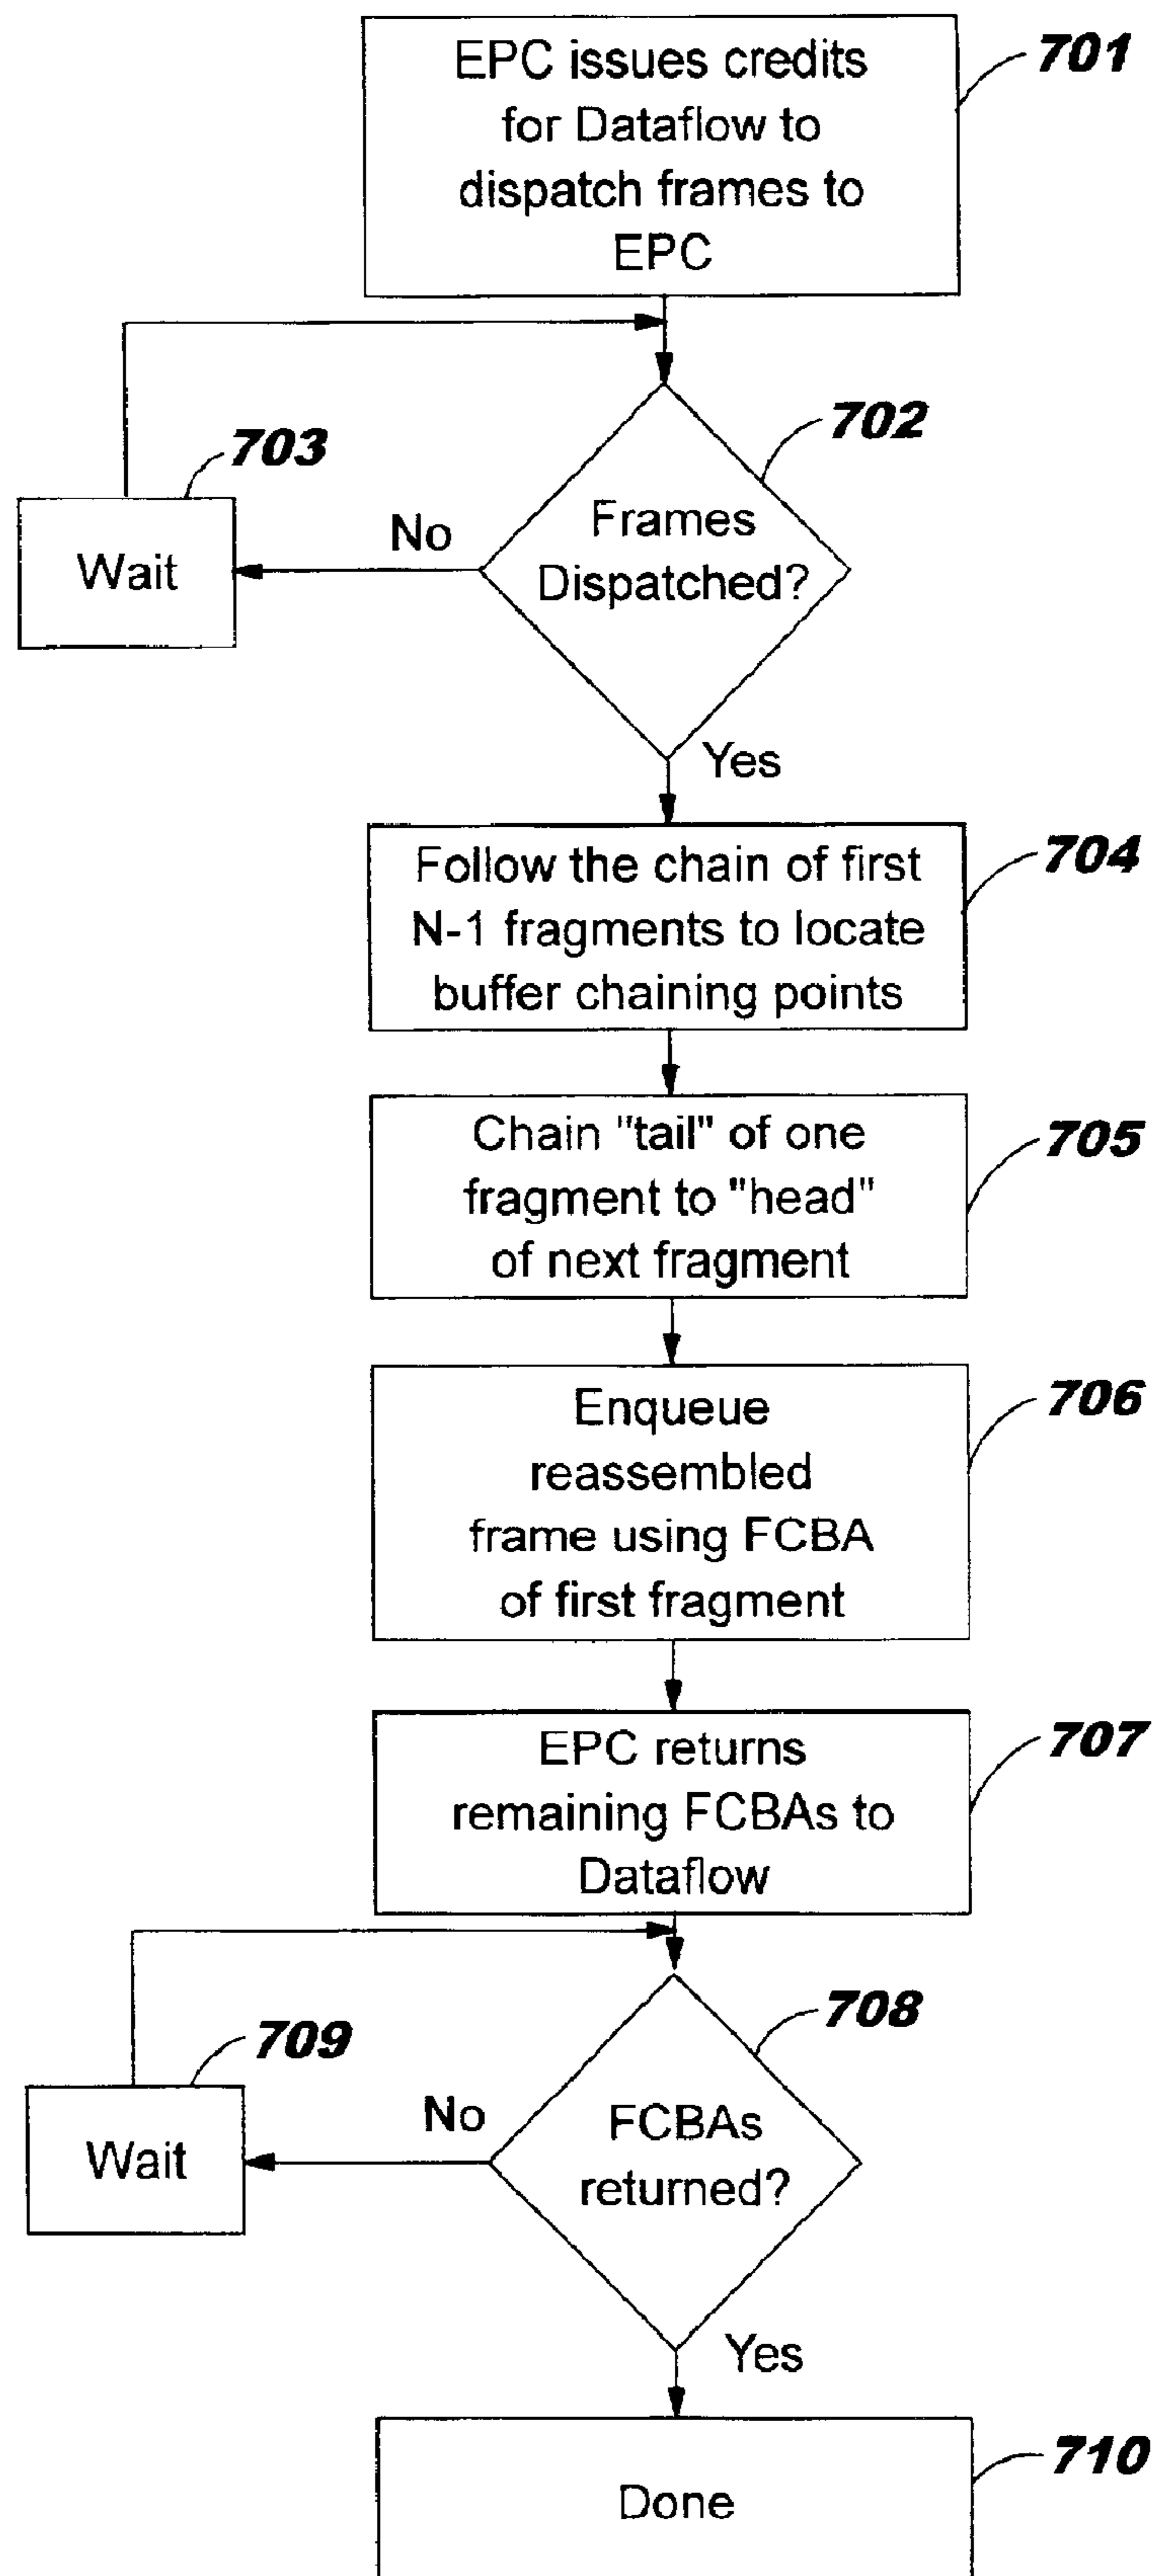 EPC issues credits
for Dataflow to
dispatch frames to
EPC
701
702
703
Frames
Dispatched?
No
Wait
Yes
Follow the chain of first
N-1 fragments to locate
buffer chaining points
704
Chain "tail" of one
fragment to "head"
of next fragment
705
Enqueue
reassembled
frame using FCBA
of first fragment
706
EPC returns
remaining FCBAs to
Dataflow
707
708
709
FCBAs
returned?
No
Wait
Yes
Done
710